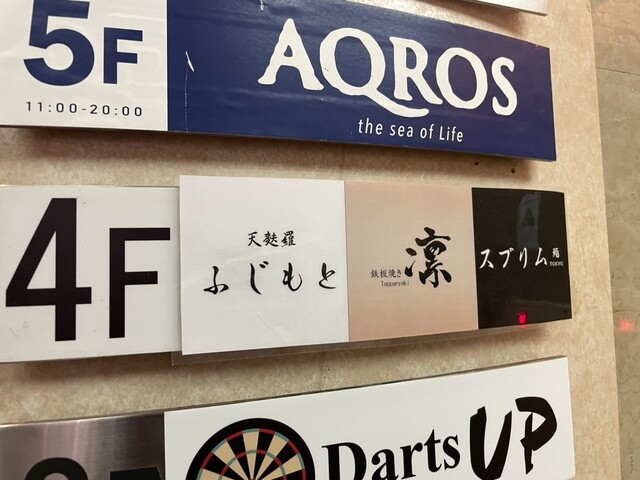 5F
11:00-20:00
AQROS
the sea of Life
4F
天麩羅
ふじもと
鉄板焼き
Teppanyaki
凛
スブリム
TOKYO
Darts UP